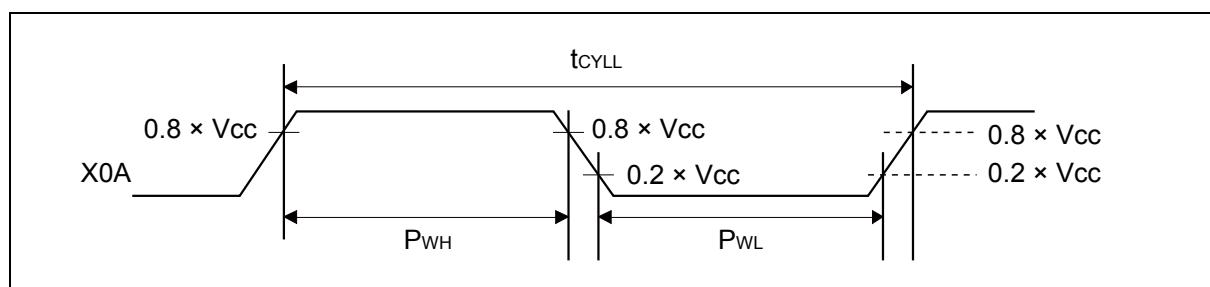 tCYLL
0.8 × Vcc 0.8 × Vcc 0.8 × Vcc
X0A 0.2 × Vcc 0.2 × Vcc
PWH PWL